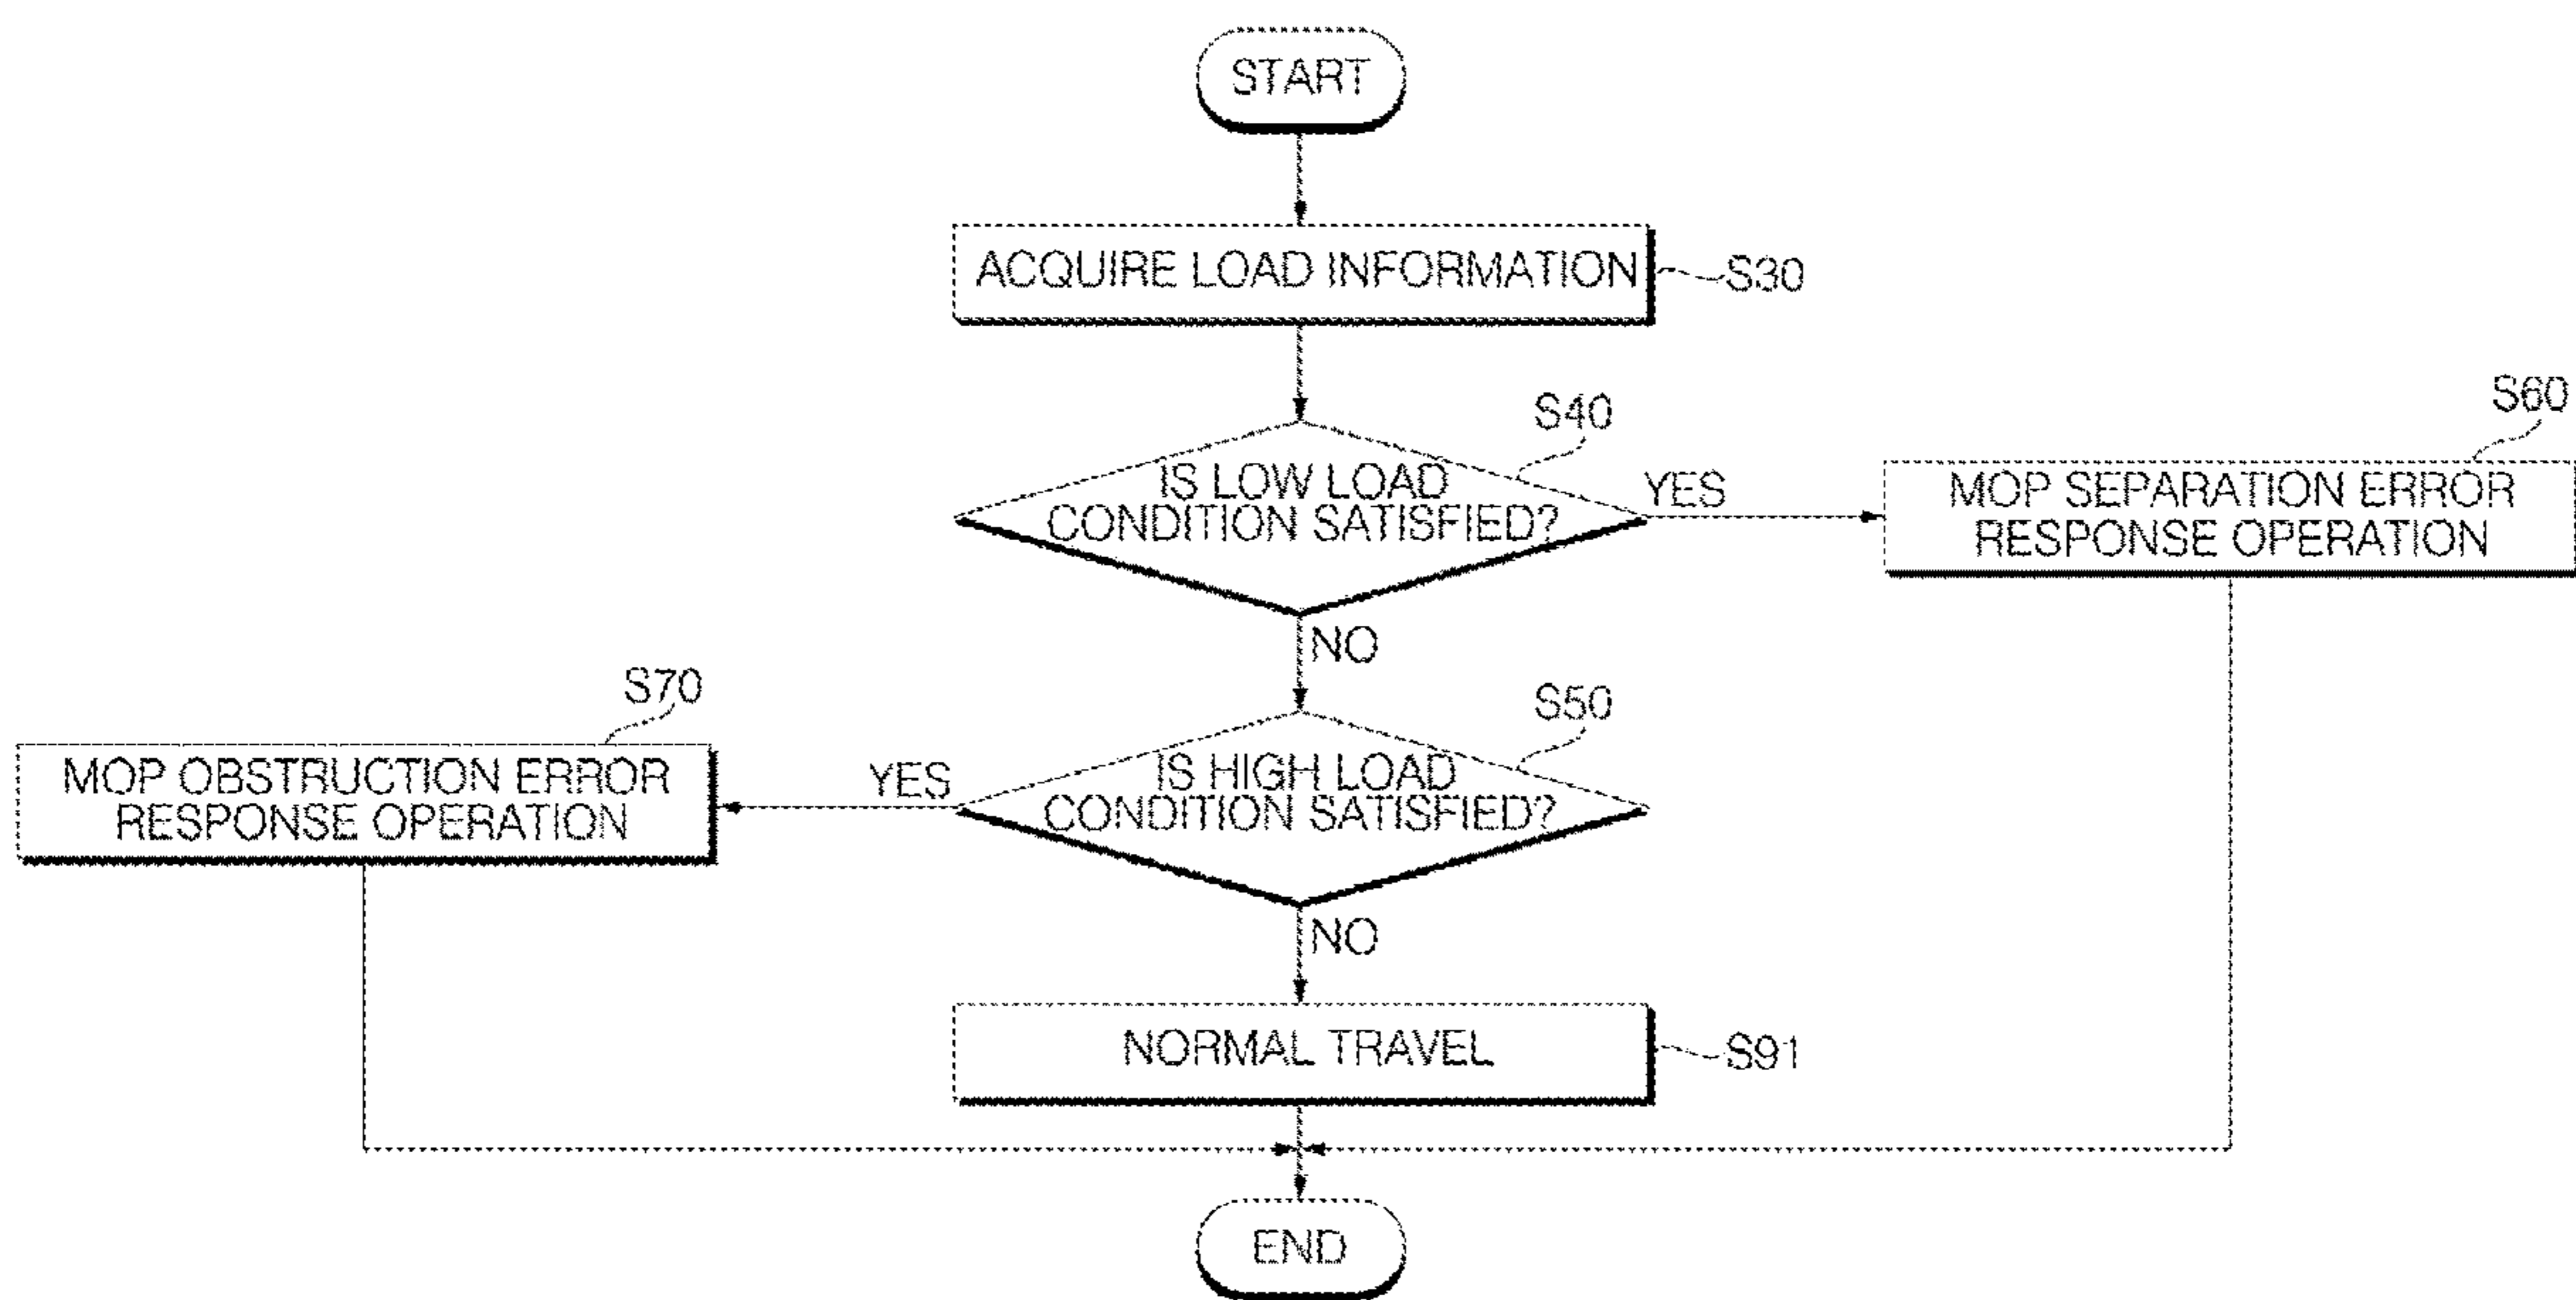 START
ACQUIRE LOAD INFORMATION
S30
S40
IS LOW LOAD
CONDITION SATISFIED?
YES
S60
MOP SEPARATION ERROR
RESPONSE OPERATION
NO
S70
MOP OBSTRUCTION ERROR
RESPONSE OPERATION
YES
S50
IS HIGH LOAD
CONDITION SATISFIED?
NO
NORMAL TRAVEL
S91
END